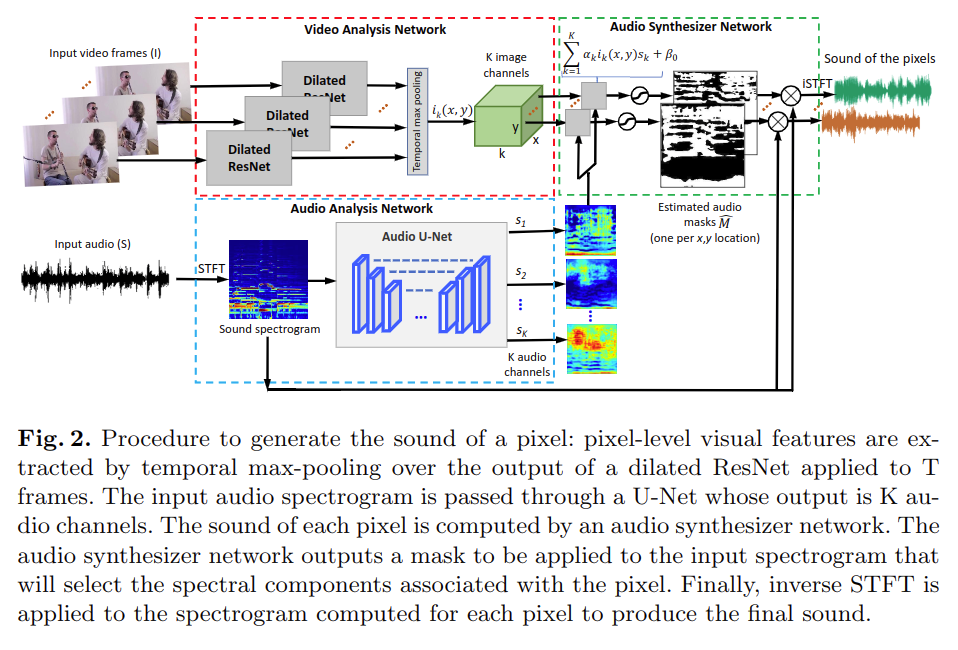 Video Analysis Network
Audio Synthesizer Network
Input video frames (I)
Dilated
ResNet
Dilated
ResNet
Dilated
ResNet
Temporal max pooling
i_k(x,y)
K image
channels
y
x
k
K
∑ α_k i_k(x,y)s_k + β_0
k=1
iSTFT
Sound of the pixels
Estimated audio
masks M̂
(one per x,y location)
Audio Analysis Network
Input audio (S)
STFT
Sound spectrogram
Audio U-Net
...
s_1
s_2
s_K
K audio
channels
Fig. 2. Procedure to generate the sound of a pixel: pixel-level visual features are ex-
tracted by temporal max-pooling over the output of a dilated ResNet applied to T
frames. The input audio spectrogram is passed through a U-Net whose output is K au-
dio channels. The sound of each pixel is computed by an audio synthesizer network. The
audio synthesizer network outputs a mask to be applied to the input spectrogram that
will select the spectral components associated with the pixel. Finally, inverse STFT is
applied to the spectrogram computed for each pixel to produce the final sound.